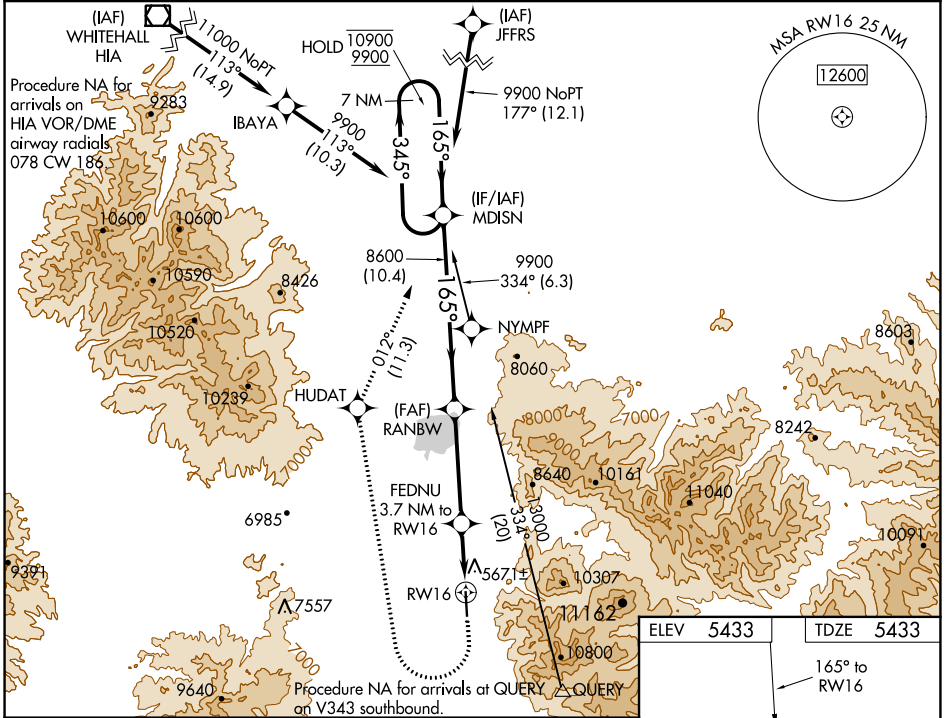 (IAF)
WHITEHALL
HIA
11000 NoPT
113°
(14.9)
HOLD 10900
9900
7 NM
(IAF)
JFFRS
9900 NoPT
177° (12.1)
MSA RW16 25 NM
12600
Procedure NA for
arrivals on
HIA VOR/DME
airway radials
078 CW 186.
9283
IBAYA
9900
113°
(10.3)
345°
165°
(IF/IAF)
MDISN
10600
10600
10590
8426
10520
10239
8600
(10.4)
165°
9900
334° (6.3)
NYMPF
012°
(11.3)
HUDAT
(FAF)
RANBW
8060
8603
8000
7000
9000
8242
7000
8640
10161
11040
13000
334°
(20)
FEDNU
3.7 NM to
RW16
6985
10091
9391
5671±
RW16
10307
11162
7557
7000
10800
9640
Procedure NA for arrivals at QUERY
on V343 southbound.
QUERY
ELEV 5433
TDZE 5433
165° to
RW16